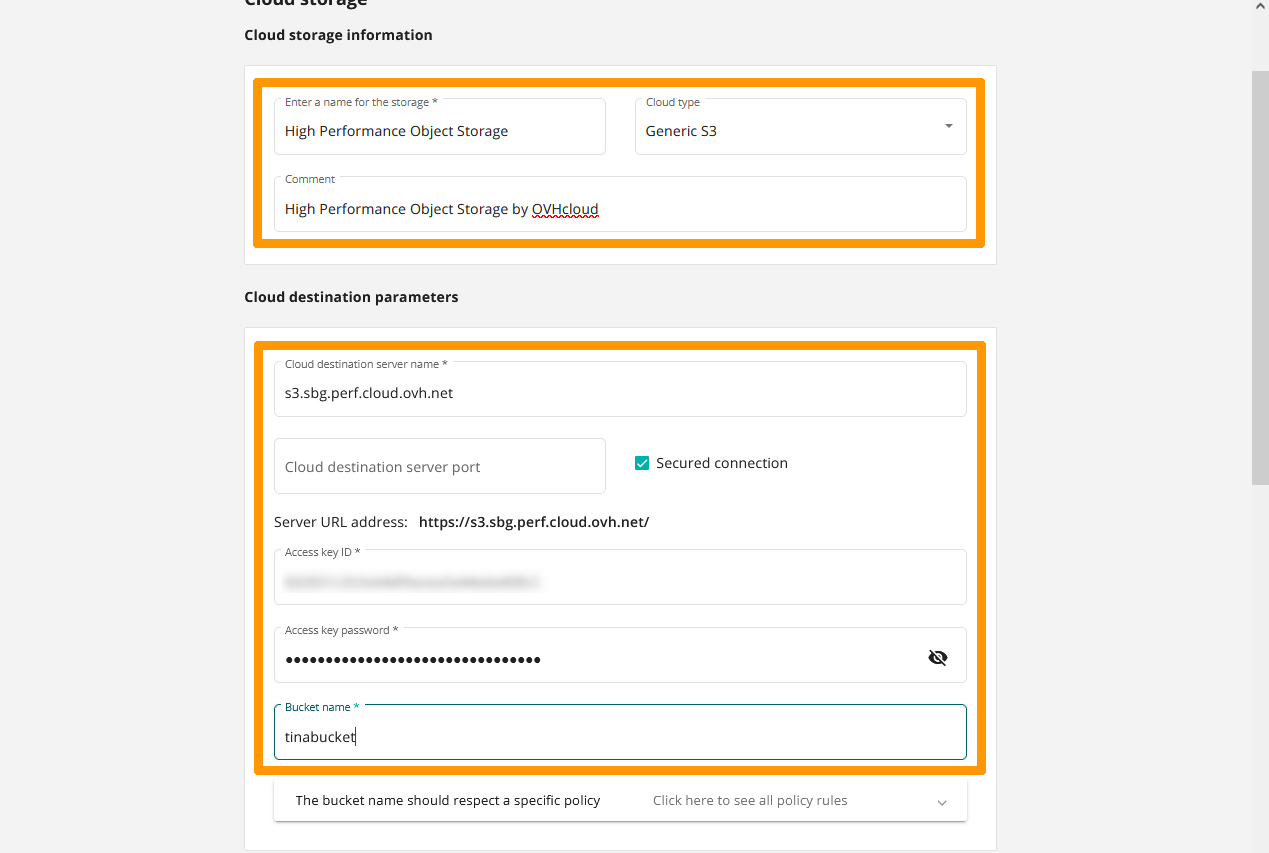 Cloud storage
Cloud storage information
Enter a name for the storage *
High Performance Object Storage
Cloud type
Generic S3
Comment
High Performance Object Storage by OVHcloud
Cloud destination parameters
Cloud destination server name *
s3.sbg.perf.cloud.ovh.net
Cloud destination server port
Secured connection
Server URL address: https://s3.sbg.perf.cloud.ovh.net/
Access key ID *
Access key password *
••••••••••••••••••••••••••••••••
Bucket name *
tinabucket
The bucket name should respect a specific policy
Click here to see all policy rules